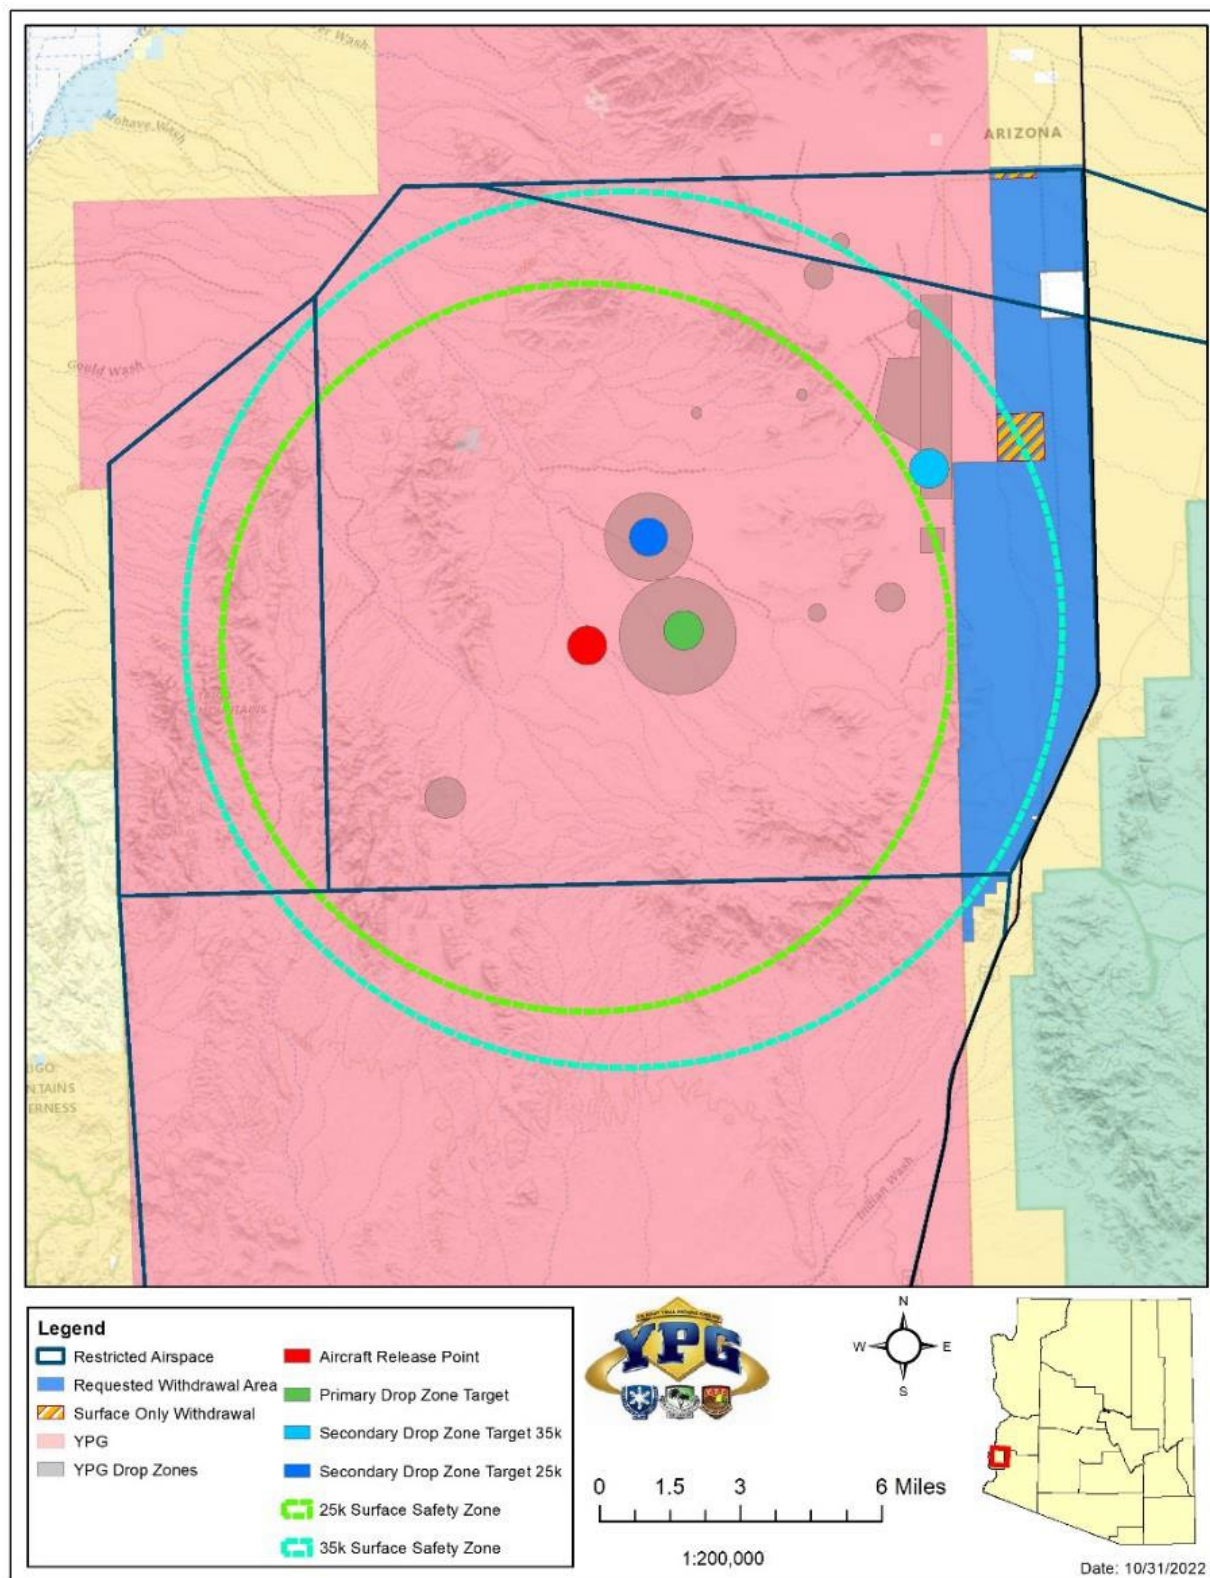 Mohave Wash
ARIZONA
Gould Wash
Indian Wash
Legend
Restricted Airspace
Requested Withdrawal Area
Surface Only Withdrawal
YPG
YPG Drop Zones
Aircraft Release Point
Primary Drop Zone Target
Secondary Drop Zone Target 35k
Secondary Drop Zone Target 25k
25k Surface Safety Zone
35k Surface Safety Zone
YPG
N
W E
S
0 1.5 3 6 Miles
1:200,000
Date: 10/31/2022